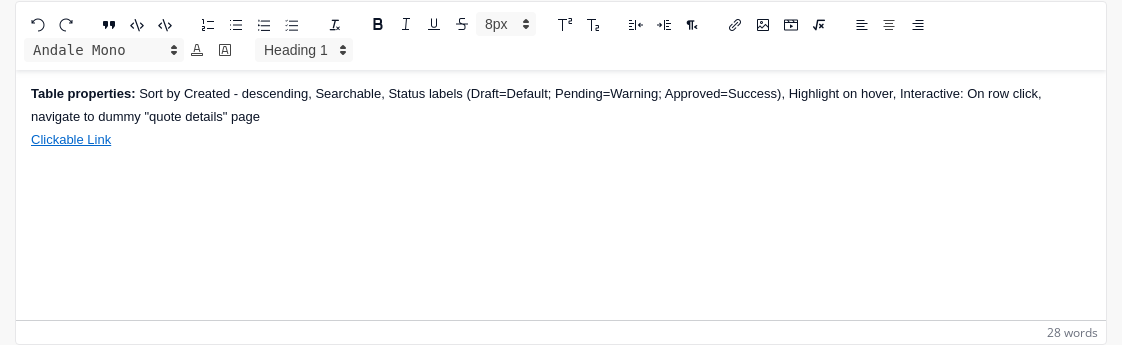 8px
Andale Mono
Heading 1
Table properties: Sort by Created - descending, Searchable, Status labels (Draft=Default; Pending=Warning; Approved=Success), Highlight on hover, Interactive: On row click,
navigate to dummy "quote details" page
Clickable Link
28 words